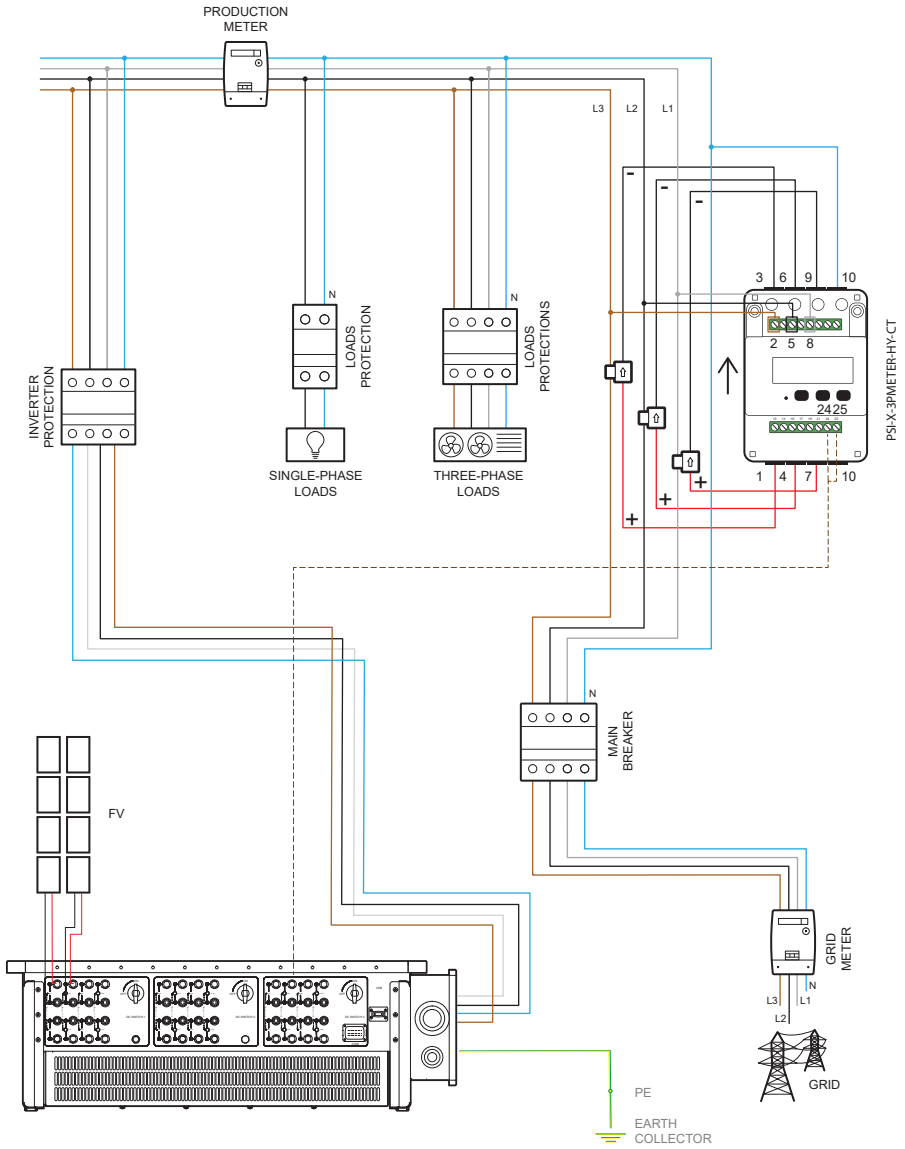 PRODUCTION
METER
L3
L2
L1
-
-
-
3
6
9
10
2
5
8
24
25
1
4
7
10
PSI-X-3PMETER-HY-CT
N
LOADS
PROTECTION
N
LOADS
PROTECTIONS
INVERTER
PROTECTION
SINGLE-PHASE
LOADS
THREE-PHASE
LOADS
+
+
+
N
MAIN
BREAKER
FV
GRID
METER
N
L3
L1
L2
GRID
PE
EARTH
COLLECTOR